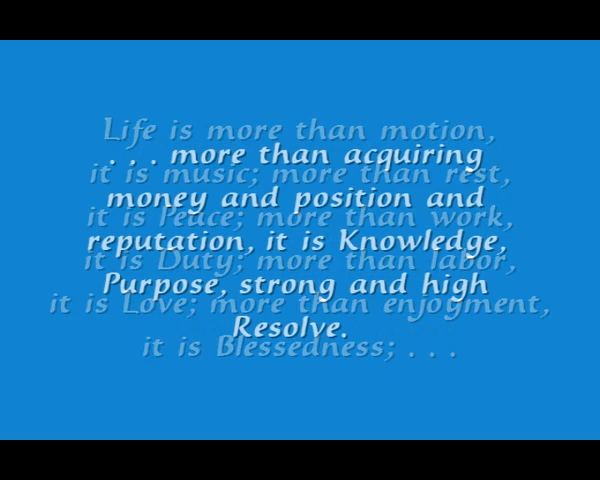 Life is more than motion,
it is music; more than rest,
it is Peace; more than work,
it is Duty; more than labor,
it is Love; more than enjoyment,
it is Blessedness; . . .
. . . more than acquiring
money and position and
reputation, it is Knowledge,
Purpose, strong and high
Resolve.